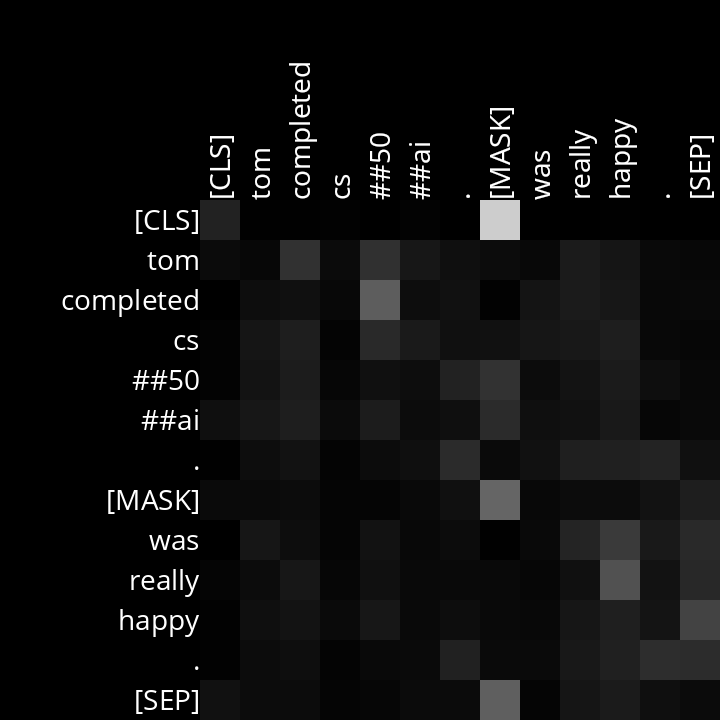 [CLS] tom completed cs ##50 ##ai . [MASK] was really happy . [SEP]
[CLS]
tom
completed
cs
##50
##ai
.
[MASK]
was
really
happy
.
[SEP]